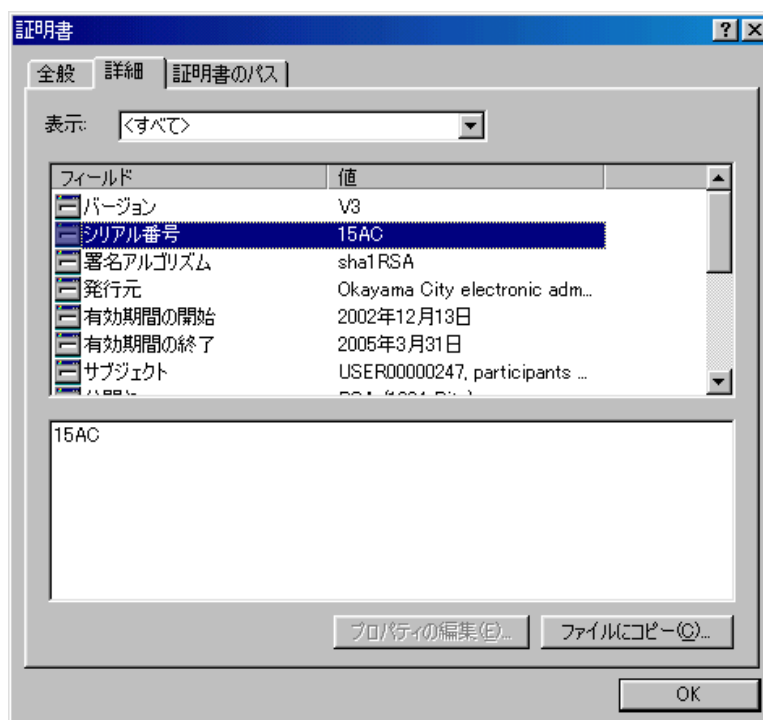 証明書
全般 詳細 証明書のパス
表示: <すべて>
フィールド 値
バージョン V3
シリアル番号 15AC
署名アルゴリズム sha1RSA
発行元 Okayama City electronic adm...
有効期間の開始 2002年12月13日
有効期間の終了 2005年3月31日
サブジェクト USER00000247, participants ...
15AC
プロパティの編集(E)... ファイルにコピー(C)...
OK